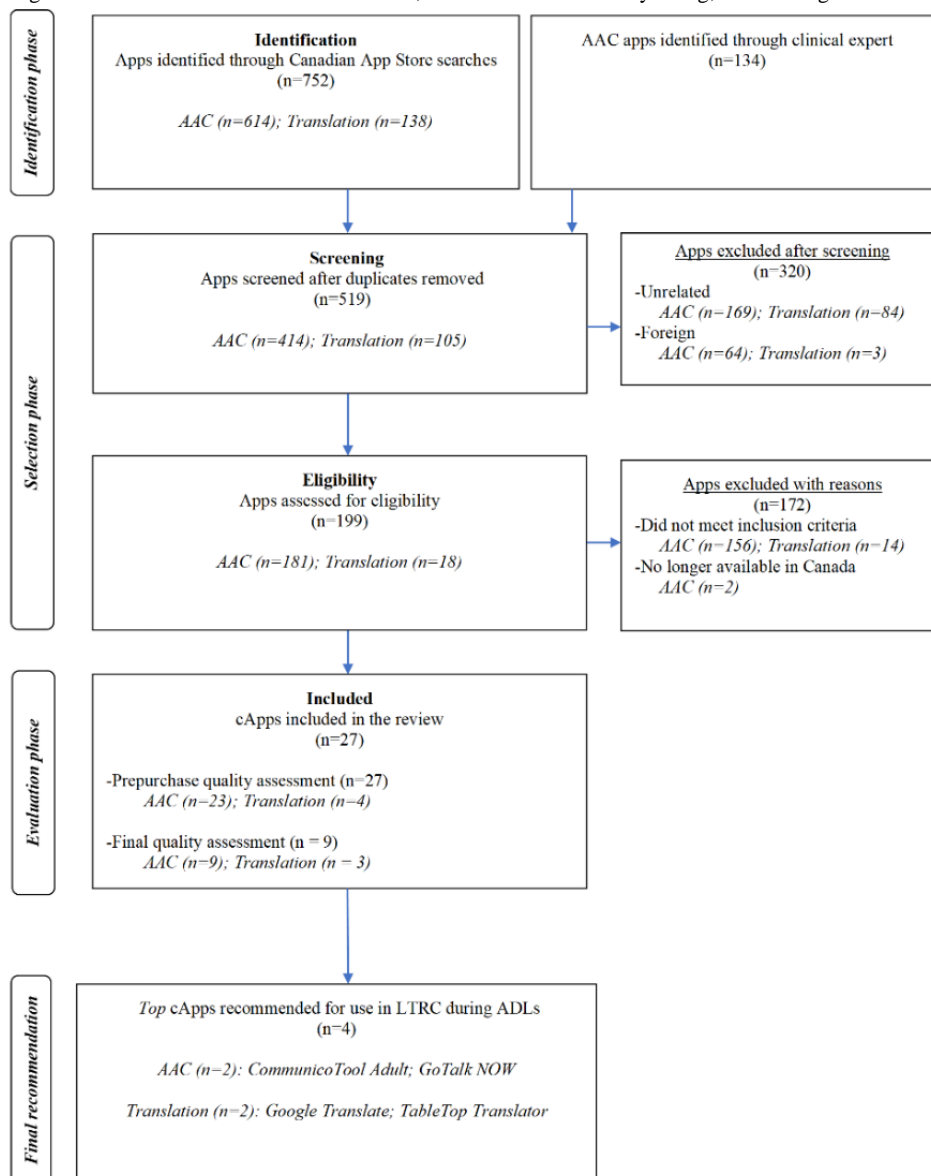 Identification phase
Identification
Apps identified through Canadian App Store searches
(n=752)
AAC (n=614); Translation (n=138)
AAC apps identified through clinical expert
(n=134)
Selection phase
Screening
Apps screened after duplicates removed
(n=519)
AAC (n=414); Translation (n=105)
Apps excluded after screening
(n=320)
-Unrelated
AAC (n=169); Translation (n=84)
-Foreign
AAC (n=64); Translation (n=3)
Eligibility
Apps assessed for eligibility
(n=199)
AAC (n=181); Translation (n=18)
Apps excluded with reasons
(n=172)
-Did not meet inclusion criteria
AAC (n=156); Translation (n=14)
-No longer available in Canada
AAC (n=2)
Evaluation phase
Included
cApps included in the review
(n=27)
-Prepurchase quality assessment (n=27)
AAC (n=23); Translation (n=4)
-Final quality assessment (n = 9)
AAC (n=9); Translation (n = 3)
Final recommendation
Top cApps recommended for use in LTRC during ADLs
(n=4)
AAC (n=2): CommunicoTool Adult; GoTalk NOW
Translation (n=2): Google Translate; TableTop Translator